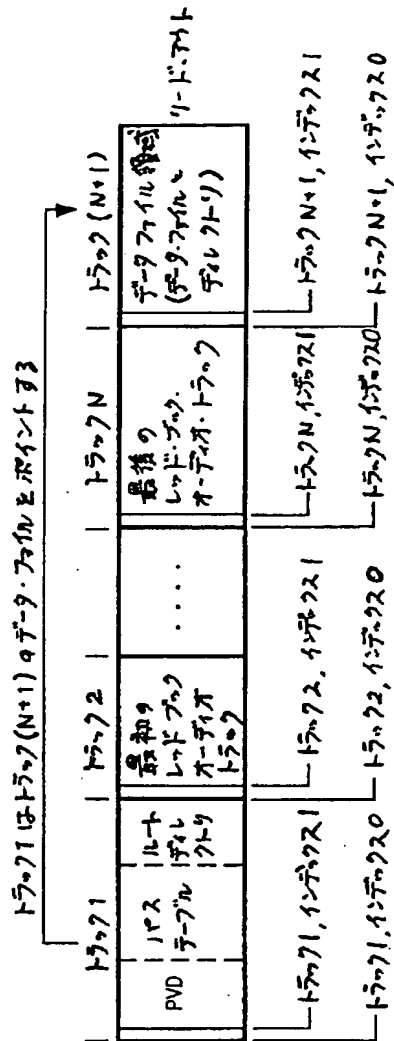 トラック1はトラック(N+1)のデータ・ファイルをポイントする
トラック1
トラック2
トラックN
トラック(N+1)
PVD
パス
テーブル
ルート
ディレ
クトリ
最初の
レッドブック
オーディオ
トラック
....
最後の
レッド・ブック・
オーディオ・トラック
データファイル領域
(データ・ファイルと
ディレクトリ)
リード・アウト
トラック1, インデックス1
トラック1, インデックス0
トラック2, インデックス1
トラック2, インデックス0
トラックN, インデックス1
トラックN, インデックス0
トラックN+1, インデックス1
トラックN+1, インデックス0